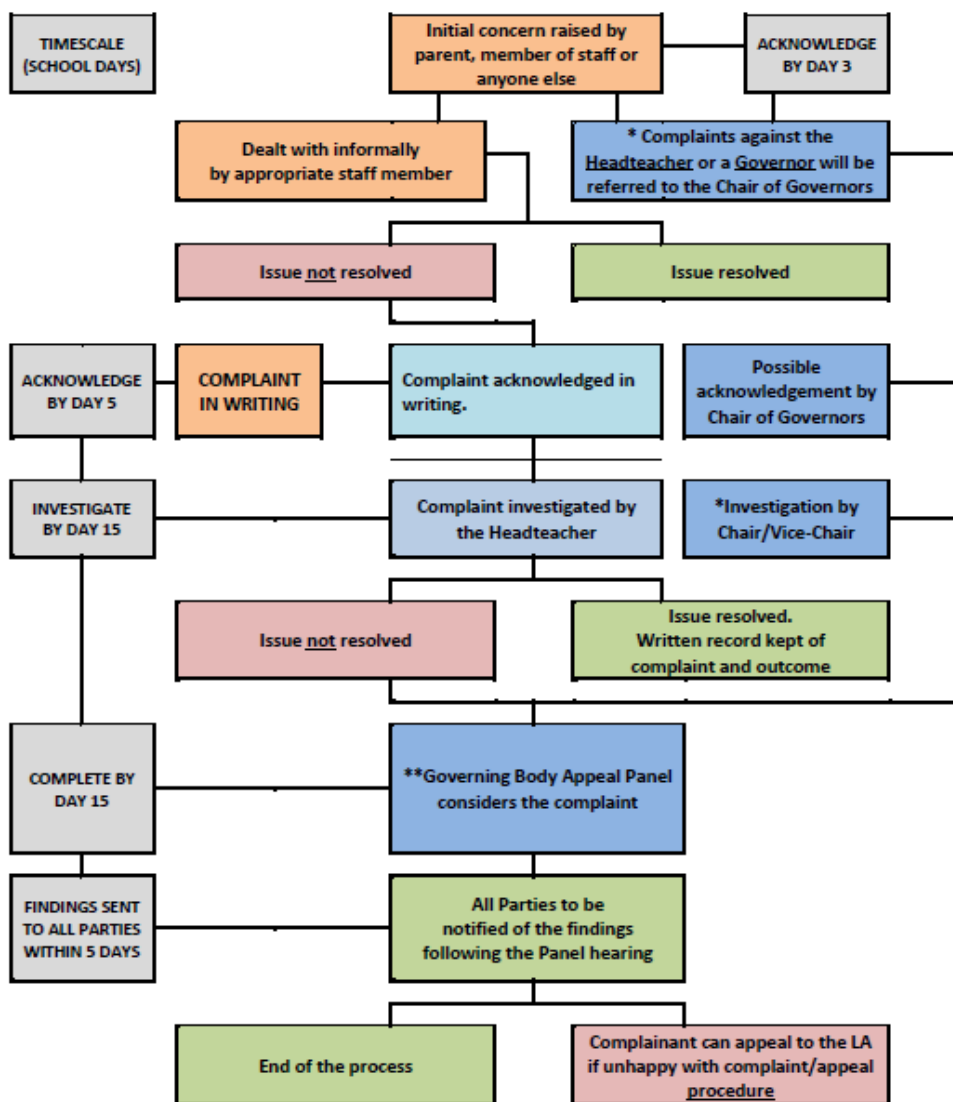 TIMESCALE
(SCHOOL DAYS)
Initial concern raised by
parent, member of staff or
anyone else
ACKNOWLEDGE
BY DAY 3
Dealt with informally
by appropriate staff member
* Complaints against the
Headteacher or a Governor will be
referred to the Chair of Governors
Issue not resolved
Issue resolved
ACKNOWLEDGE
BY DAY 5
COMPLAINT
IN WRITING
Complaint acknowledged in
writing.
Possible
acknowledgement by
Chair of Governors
INVESTIGATE
BY DAY 15
Complaint investigated by
the Headteacher
*Investigation by
Chair/Vice-Chair
Issue not resolved
Issue resolved.
Written record kept of
complaint and outcome
COMPLETE BY
DAY 15
**Governing Body Appeal Panel
considers the complaint
FINDINGS SENT
TO ALL PARTIES
WITHIN 5 DAYS
All Parties to be
notified of the findings
following the Panel hearing
End of the process
Complainant can appeal to the LA
if unhappy with complaint/appeal
procedure